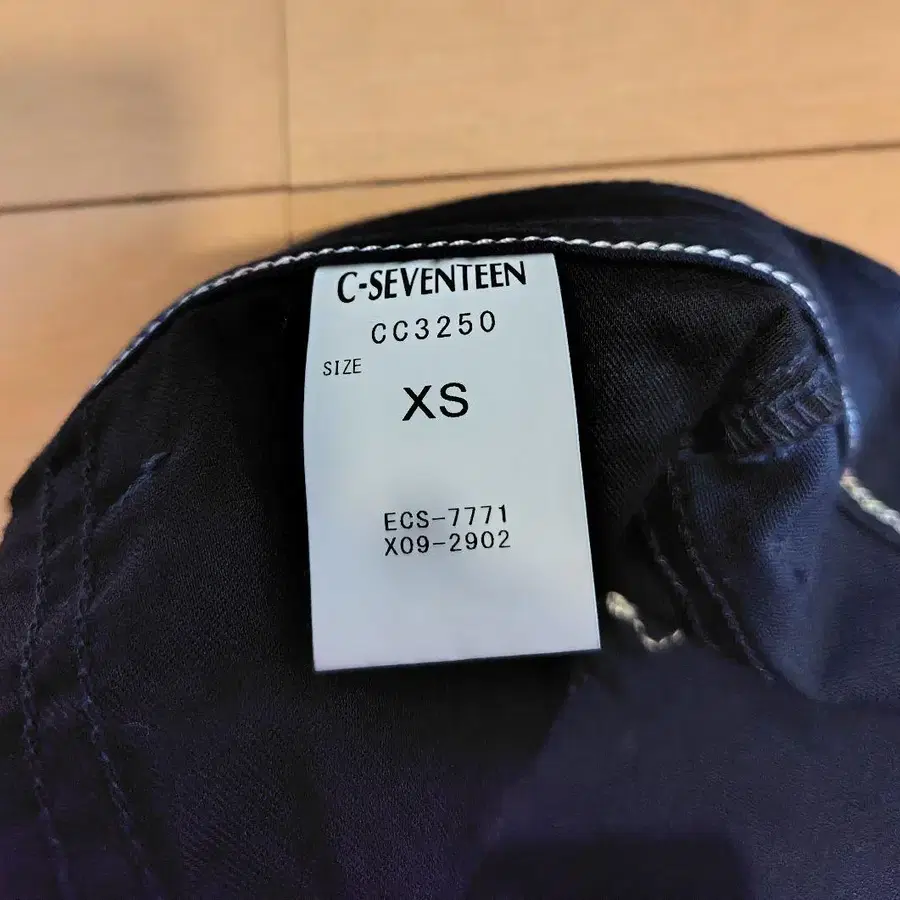 C-SEVENTEEN
CC3250
SIZE
XS
ECS-7771
X09-2902